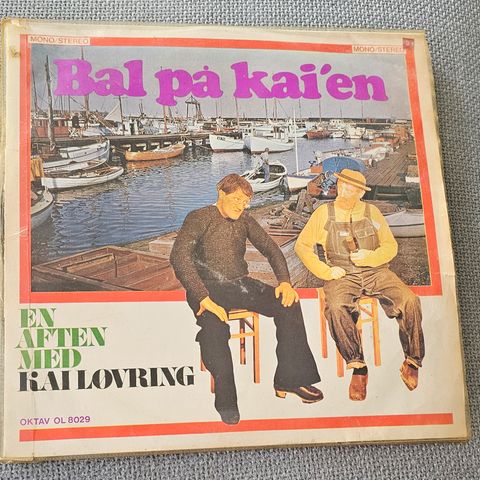 MONO/STEREO
MONO/STEREO
Bal på kai'en
EN
AFTEN
MED
KAI LØVRING
OKTAV OL 8029